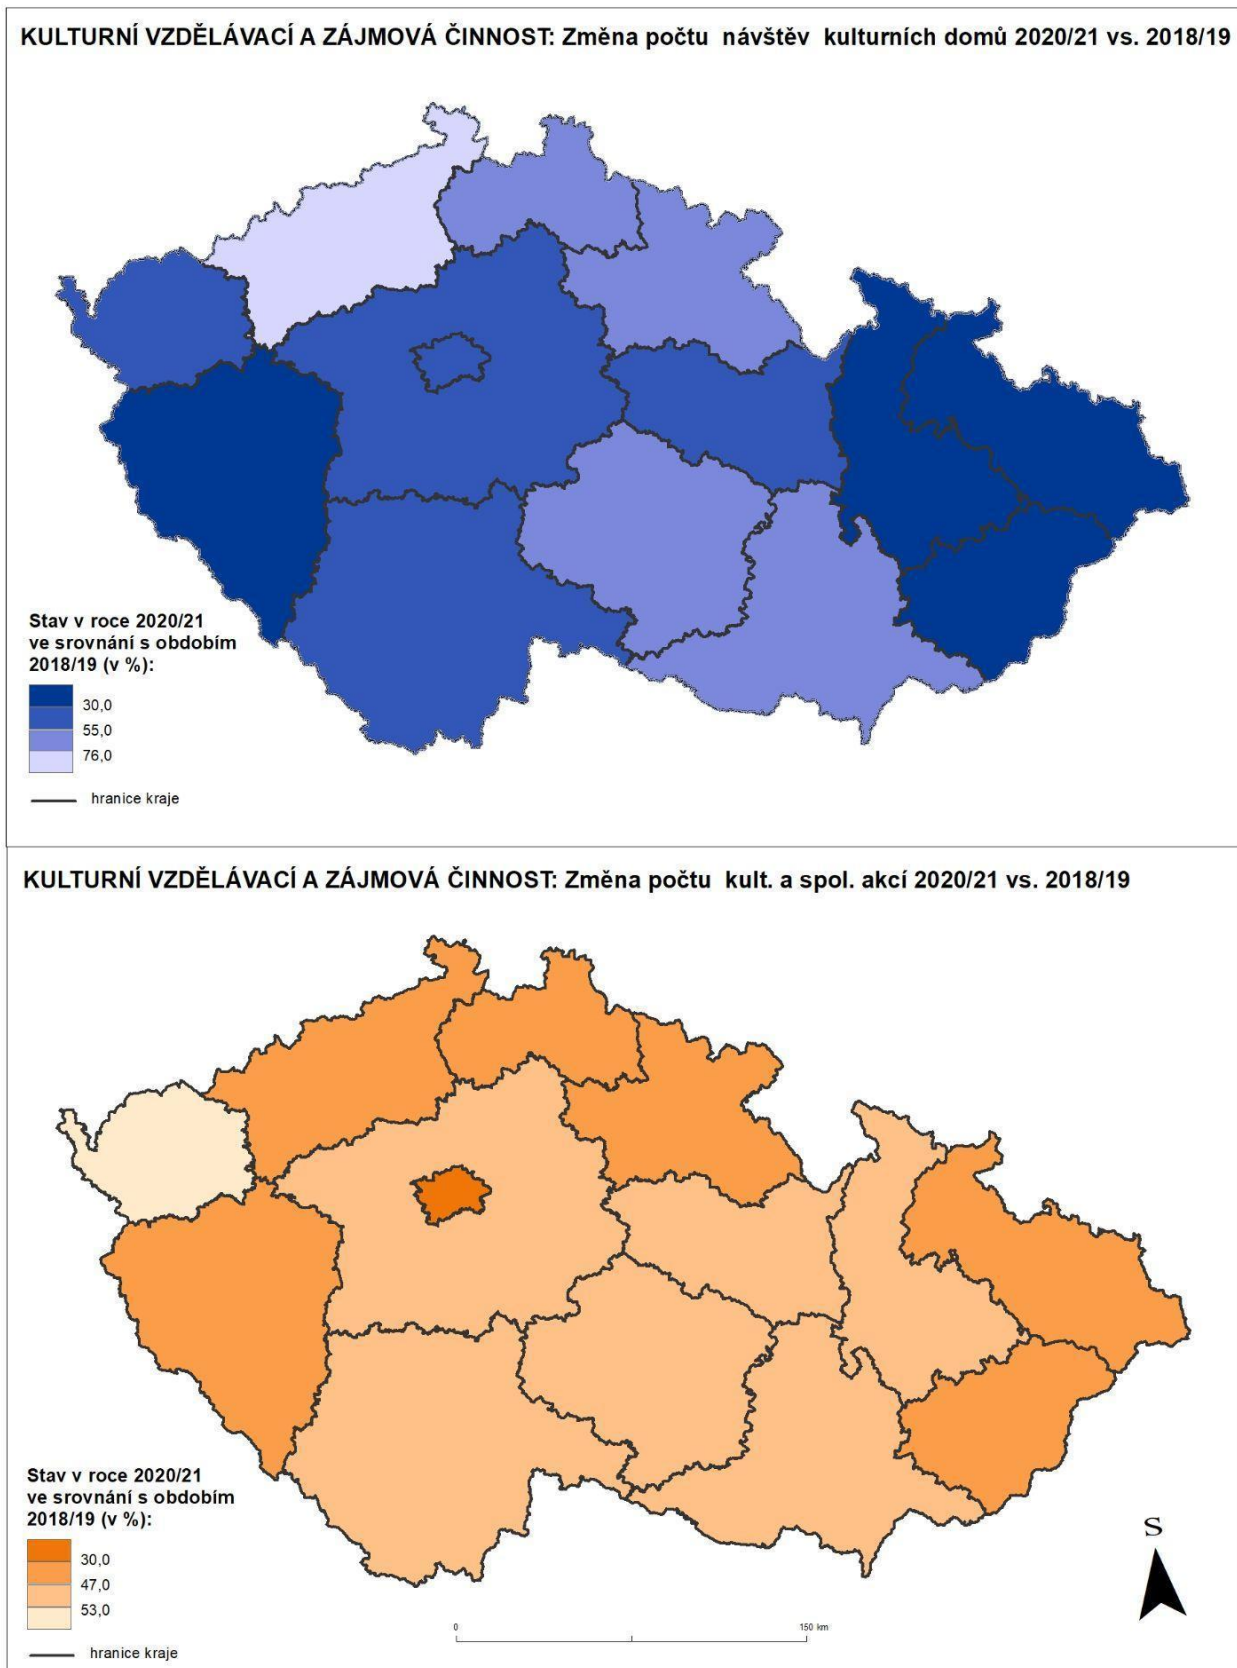 KULTURNÍ VZDĚLÁVACÍ A ZÁJMOVÁ ČINNOST: Změna počtu návštěv kulturních domů 2020/21 vs. 2018/19
Stav v roce 2020/21
ve srovnání s obdobím
2018/19 (v %):
30,0
55,0
76,0
hranice kraje
KULTURNÍ VZDĚLÁVACÍ A ZÁJMOVÁ ČINNOST: Změna počtu kult. a spol. akcí 2020/21 vs. 2018/19
Stav v roce 2020/21
ve srovnání s obdobím
2018/19 (v %):
30,0
47,0
53,0
hranice kraje
0 150 km
S